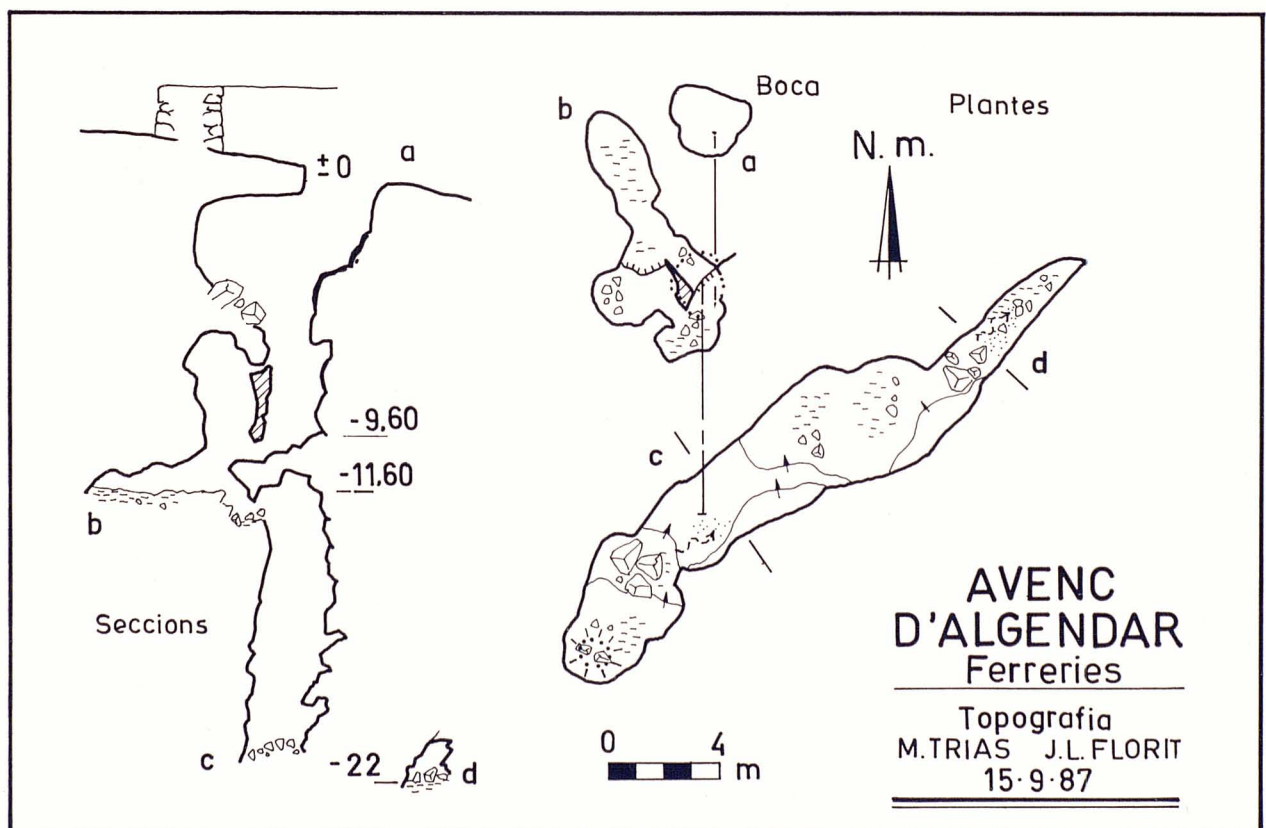 ± 0
a
-9,60
-11,60
b
Seccions
c
-22
d
b
Boca
a
Plantes
N. m.
c
d
0 4
m
AVENC
D'ALGENDAR
Ferreries
Topografia
M.TRIAS J.L.FLORIT
15·9·87